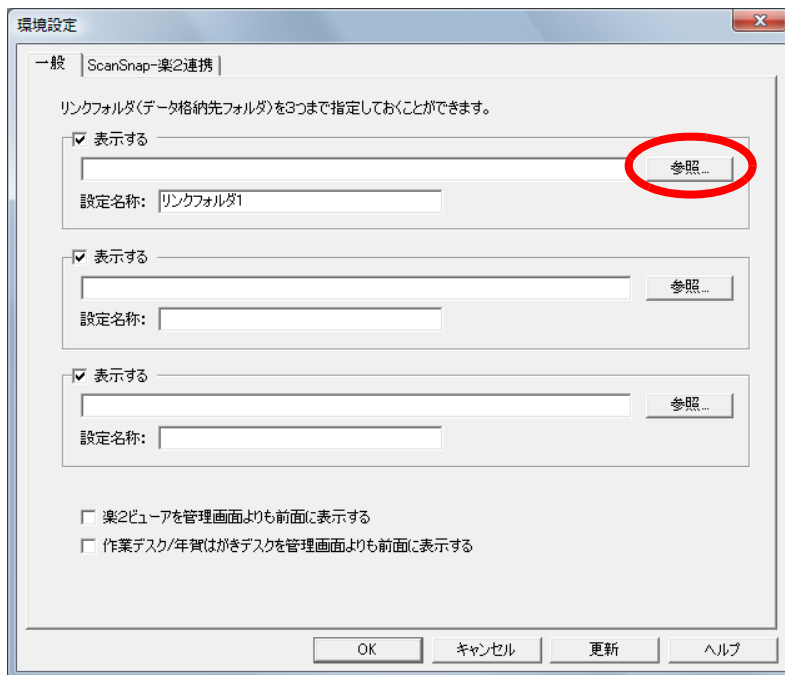 環境設定
一般
ScanSnap-楽2連携
リンクフォルダ(データ格納先フォルダ)を3つまで指定しておくことができます。
表示する
参照...
設定名称: リンクフォルダ1
表示する
参照...
設定名称:
表示する
参照...
設定名称:
楽2ビューアを管理画面よりも前面に表示する
作業デスク/年賀はがきデスクを管理画面よりも前面に表示する
OK キャンセル 更新 ヘルプ